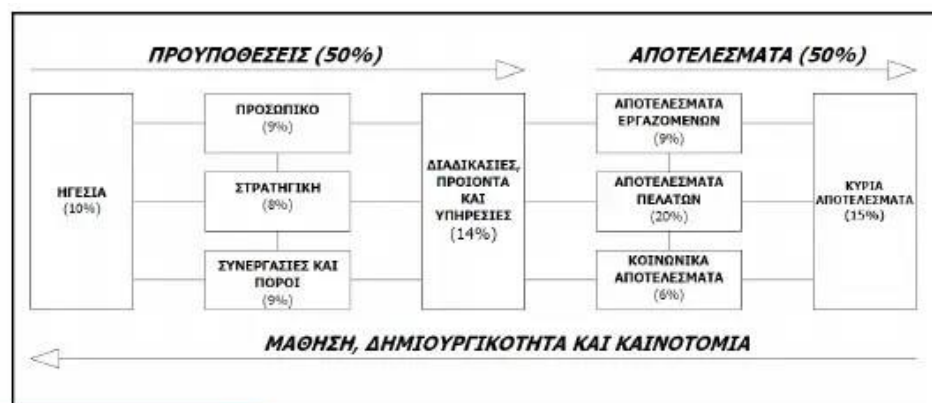 ΠΡΟΥΠΟΘΕΣΕΙΣ (50%)
ΑΠΟΤΕΛΕΣΜΑΤΑ (50%)
ΗΓΕΣΙΑ
(10%)
ΠΡΟΣΩΠΙΚΟ
(9%)
ΣΤΡΑΤΗΓΙΚΗ
(8%)
ΣΥΝΕΡΓΑΣΙΕΣ ΚΑΙ
ΠΟΡΟΙ
(9%)
ΔΙΑΔΙΚΑΣΙΕΣ,
ΠΡΟΙΟΝΤΑ
ΚΑΙ
ΥΠΗΡΕΣΙΕΣ
(14%)
ΑΠΟΤΕΛΕΣΜΑΤΑ
ΕΡΓΑΖΟΜΕΝΩΝ
(9%)
ΑΠΟΤΕΛΕΣΜΑΤΑ
ΠΕΛΑΤΩΝ
(20%)
ΚΟΙΝΩΝΙΚΑ
ΑΠΟΤΕΛΕΣΜΑΤΑ
(6%)
ΚΥΡΙΑ
ΑΠΟΤΕΛΕΣΜΑΤΑ
(15%)
ΜΑΘΗΣΗ, ΔΗΜΙΟΥΡΓΙΚΟΤΗΤΑ ΚΑΙ ΚΑΙΝΟΤΟΜΙΑ